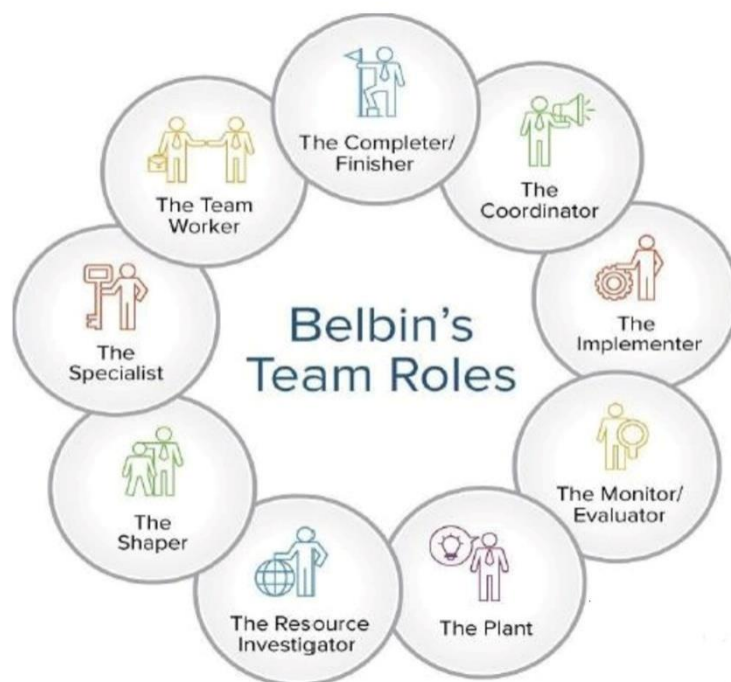 Belbin's
Team Roles
The Completer/
Finisher
The
Coordinator
The
Implementer
The Monitor/
Evaluator
The Plant
The Resource
Investigator
The
Shaper
The
Specialist
The Team
Worker